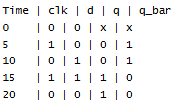 Time | clk | d | q | q_bar
0 | 0 | 0 | x | x
5 | 1 | 0 | 0 | 1
10 | 0 | 1 | 0 | 1
15 | 1 | 1 | 1 | 0
20 | 0 | 0 | 1 | 0